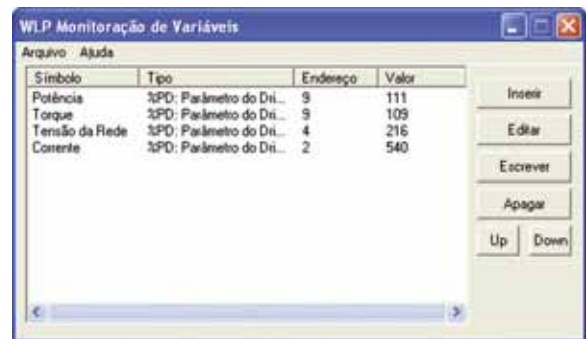 WLP Monitoração de Variáveis
Arquivo Ajuda
Símbolo Tipo Endereço Valor
Potência %PD: Parâmetro do Dri... 9 111
Torque %PD: Parâmetro do Dri... 9 109
Tensão da Rede %PD: Parâmetro do Dri... 4 216
Corrente %PD: Parâmetro do Dri... 2 540
Inserir
Editar
Escrever
Apagar
Up Down